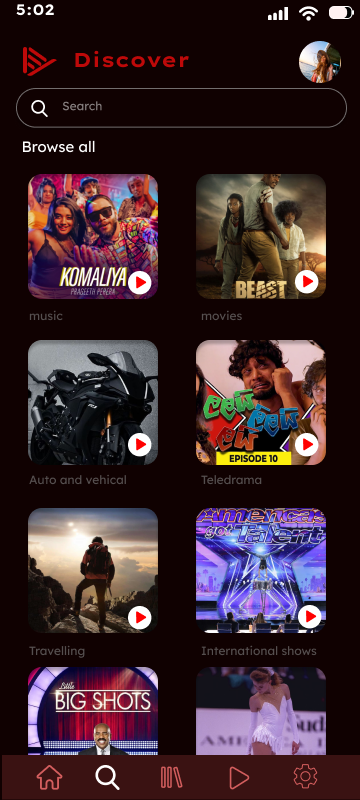 5:02
Discover
Search
Browse all
KOMALIYA
PRAGEETH PERERA
BEAST
music
movies
EPISODE 10
Auto and vehical
Teledrama
America's
got Talent
Travelling
International shows
Little
BIG SHOTS